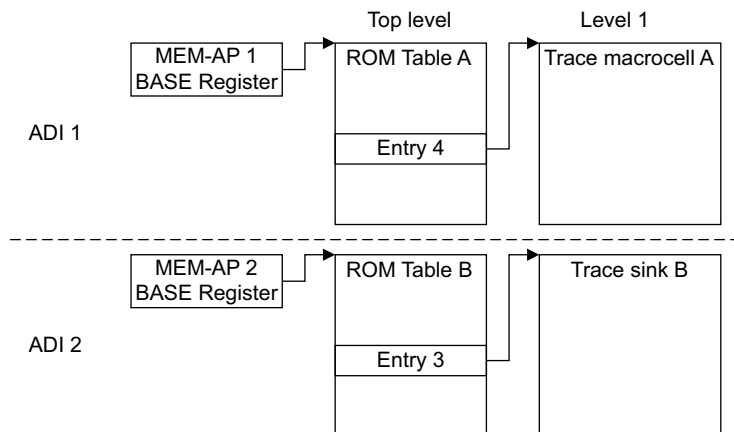 Top level
Level 1
MEM-AP 1
BASE Register
ROM Table A
Trace macrocell A
ADI 1
Entry 4
MEM-AP 2
BASE Register
ROM Table B
Trace sink B
ADI 2
Entry 3